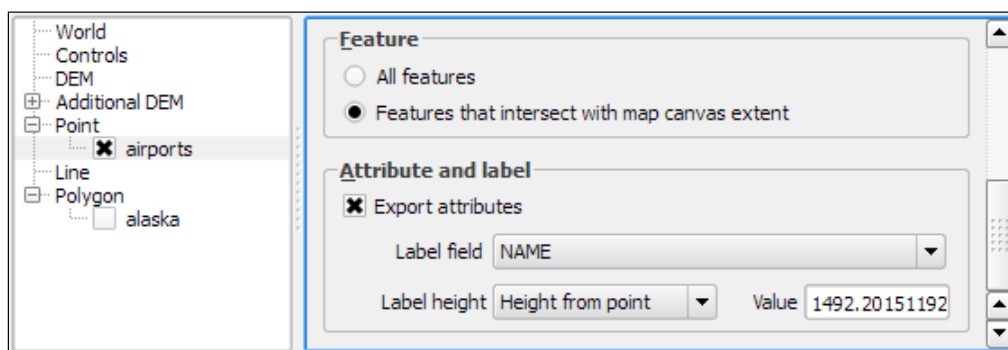 World
Controls
DEM
Additional DEM
Point
airports
Line
Polygon
alaska
Feature
All features
Features that intersect with map canvas extent
Attribute and label
Export attributes
Label field NAME
Label height Height from point Value 1492.20151192